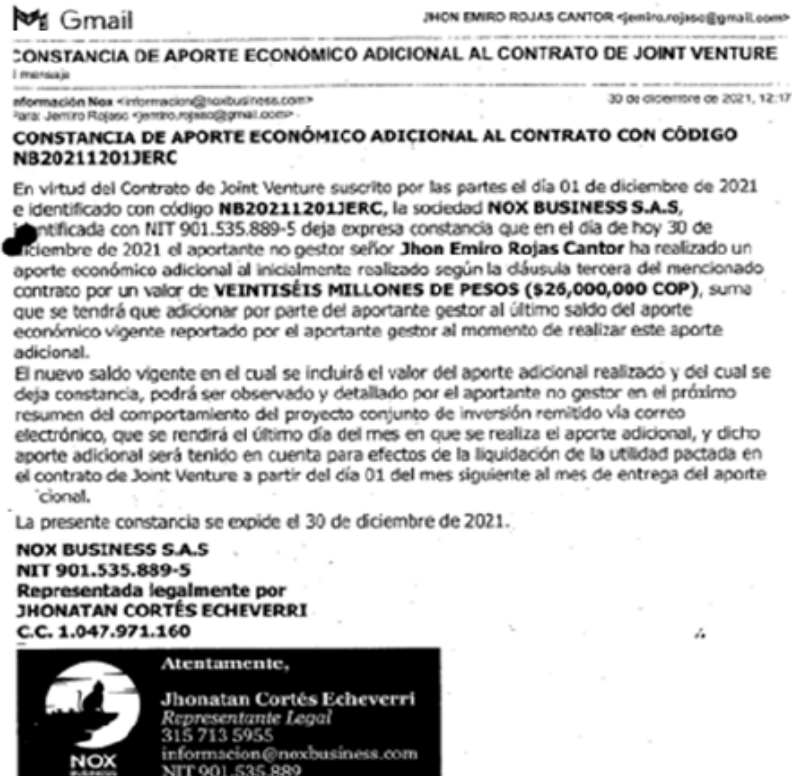 Gmail
JHON EMIRO ROJAS CANTOR <jemiro.rojasc@gmail.com>
CONSTANCIA DE APORTE ECONÓMICO ADICIONAL AL CONTRATO DE JOINT VENTURE
1 mensaje
nformación Nox <informacion@noxbusiness.com>
30 de diciembre de 2021, 12:17
Para: Jemiro Rojasc <jemiro.rojasc@gmail.com>
CONSTANCIA DE APORTE ECONÓMICO ADICIONAL AL CONTRATO CON CÓDIGO
NB20211201JERC
En virtud del Contrato de Joint Venture suscrito por las partes el día 01 de diciembre de 2021
e identificado con código NB20211201JERC, la sociedad NOX BUSINESS S.A.S,
identificada con NIT 901.535.889-5 deja expresa constancia que en el día de hoy 30 de
diciembre de 2021 el aportante no gestor señor Jhon Emiro Rojas Cantor ha realizado un
aporte económico adicional al inicialmente realizado según la cláusula tercera del mencionado
contrato por un valor de VEINTISÉIS MILLONES DE PESOS ($26,000,000 COP), suma
que se tendrá que adicionar por parte del aportante gestor al último saldo del aporte
económico vigente reportado por el aportante gestor al momento de realizar este aporte
adicional.
El nuevo saldo vigente en el cual se incluirá el valor del aporte adicional realizado y del cual se
deja constancia, podrá ser observado y detallado por el aportante no gestor en el próximo
resumen del comportamiento del proyecto conjunto de inversión remitido vía correo
electrónico, que se rendirá el último día del mes en que se realiza el aporte adicional, y dicho
aporte adicional será tenido en cuenta para efectos de la liquidación de la utilidad pactada en
el contrato de Joint Venture a partir del día 01 del mes siguiente al mes de entrega del aporte
cional.
La presente constancia se expide el 30 de diciembre de 2021.
NOX BUSINESS S.A.S
NIT 901.535.889-5
Representada legalmente por
JHONATAN CORTÉS ECHEVERRI
C.C. 1.047.971.160
Atentamente,
Jhonatan Cortés Echeverri
Representante Legal
315 713 5955
informacion@noxbusiness.com
NIT 901.535.889
NOX
BUSINESS